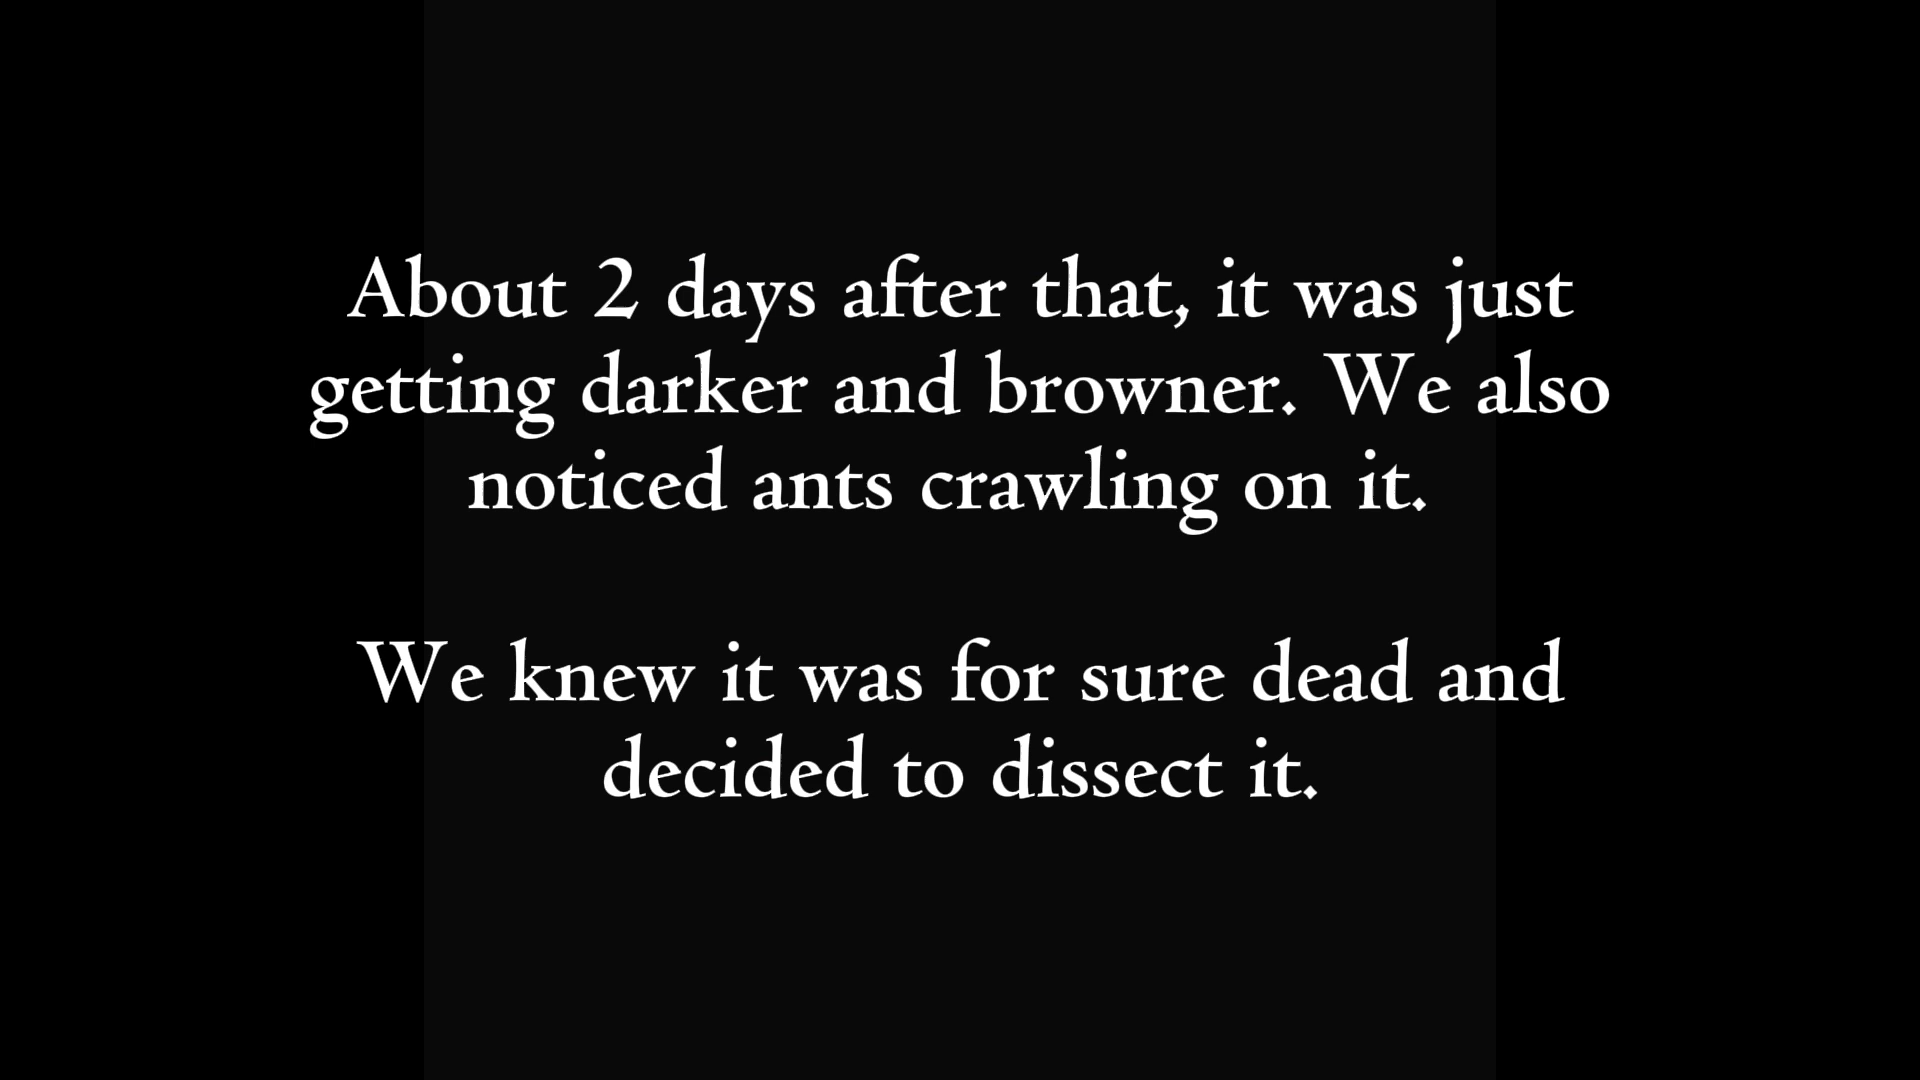 About 2 days after that, it was just
getting darker and browner. We also
noticed ants crawling on it.
We knew it was for sure dead and
decided to dissect it.